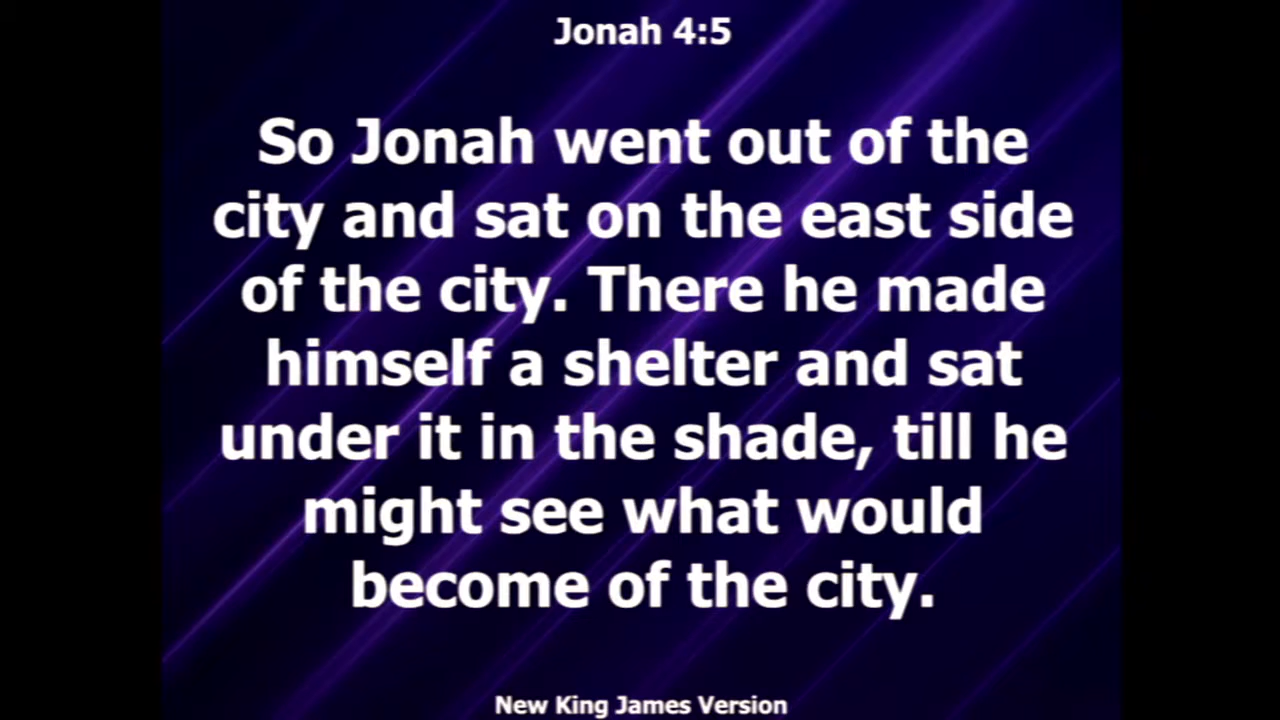 Jonah 4:5
So Jonah went out of the
city and sat on the east side
of the city. There he made
himself a shelter and sat
under it in the shade, till he
might see what would
become of the city.
New King James Version